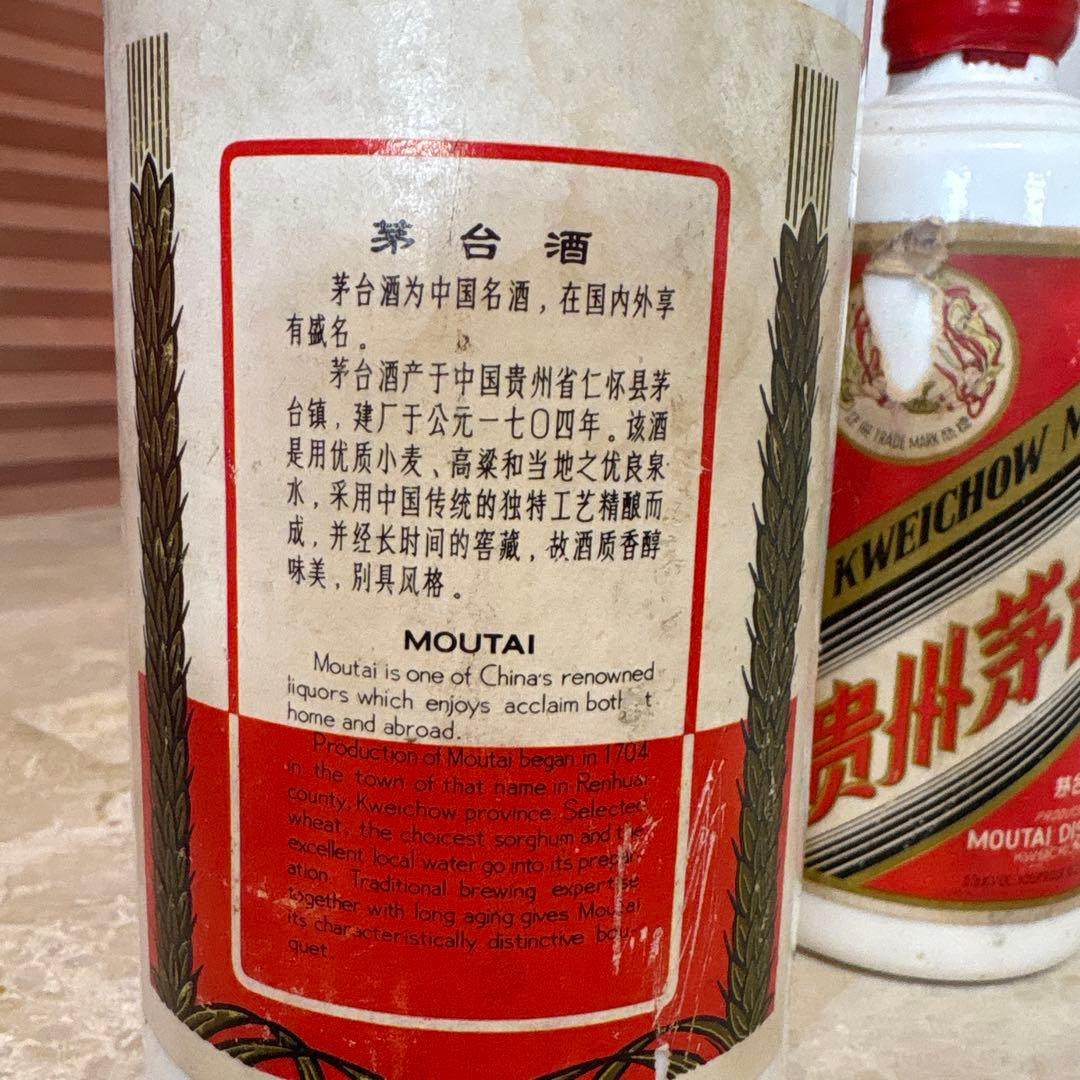 茅台酒
茅台酒为中国名酒，在国内外享
有盛名。
茅台酒产于中国贵州省仁怀县茅
台镇，建厂于公元一七〇四年。该酒
是用优质小麦、高粱和当地之优良泉
水，采用中国传统的独特工艺精酿而
成，并经长时间的窖藏，故酒质香醇
味美，别具风格。
MOUTAI
Moutai is one of China's renowned
liquors which enjoys acclaim both t
home and abroad.
Production of Moutai began in 1704
in the town of that name in Renhuai
county, Kweichow province. Selected
wheat, the choicest sorghum and the
excellent local water go into its prepar-
ation. Traditional brewing expertise
together with long aging gives Moutai
its characteristically distinctive bou-
quet.
TRADE MARK
KWEICHOW M
贵州茅
MOUTAI DI